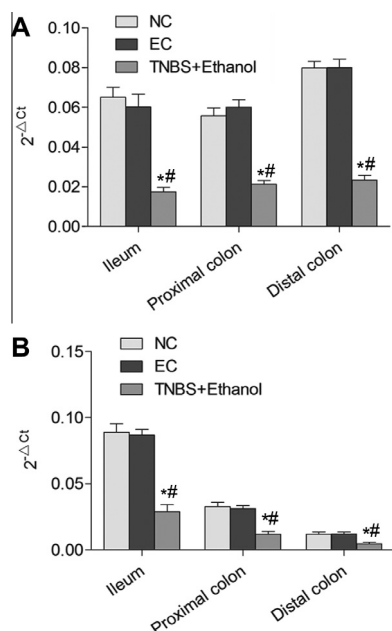 A
NC
EC
TNBS+Ethanol
0.10
0.08
0.06
0.04
0.02
0.00
2^-△Ct
*#
*#
*#
Ileum
Proximal colon
Distal colon
B
NC
EC
TNBS+Ethanol
0.15
0.10
0.05
0.00
2^-△Ct
*#
*#
*#
Ileum
Proximal colon
Distal colon